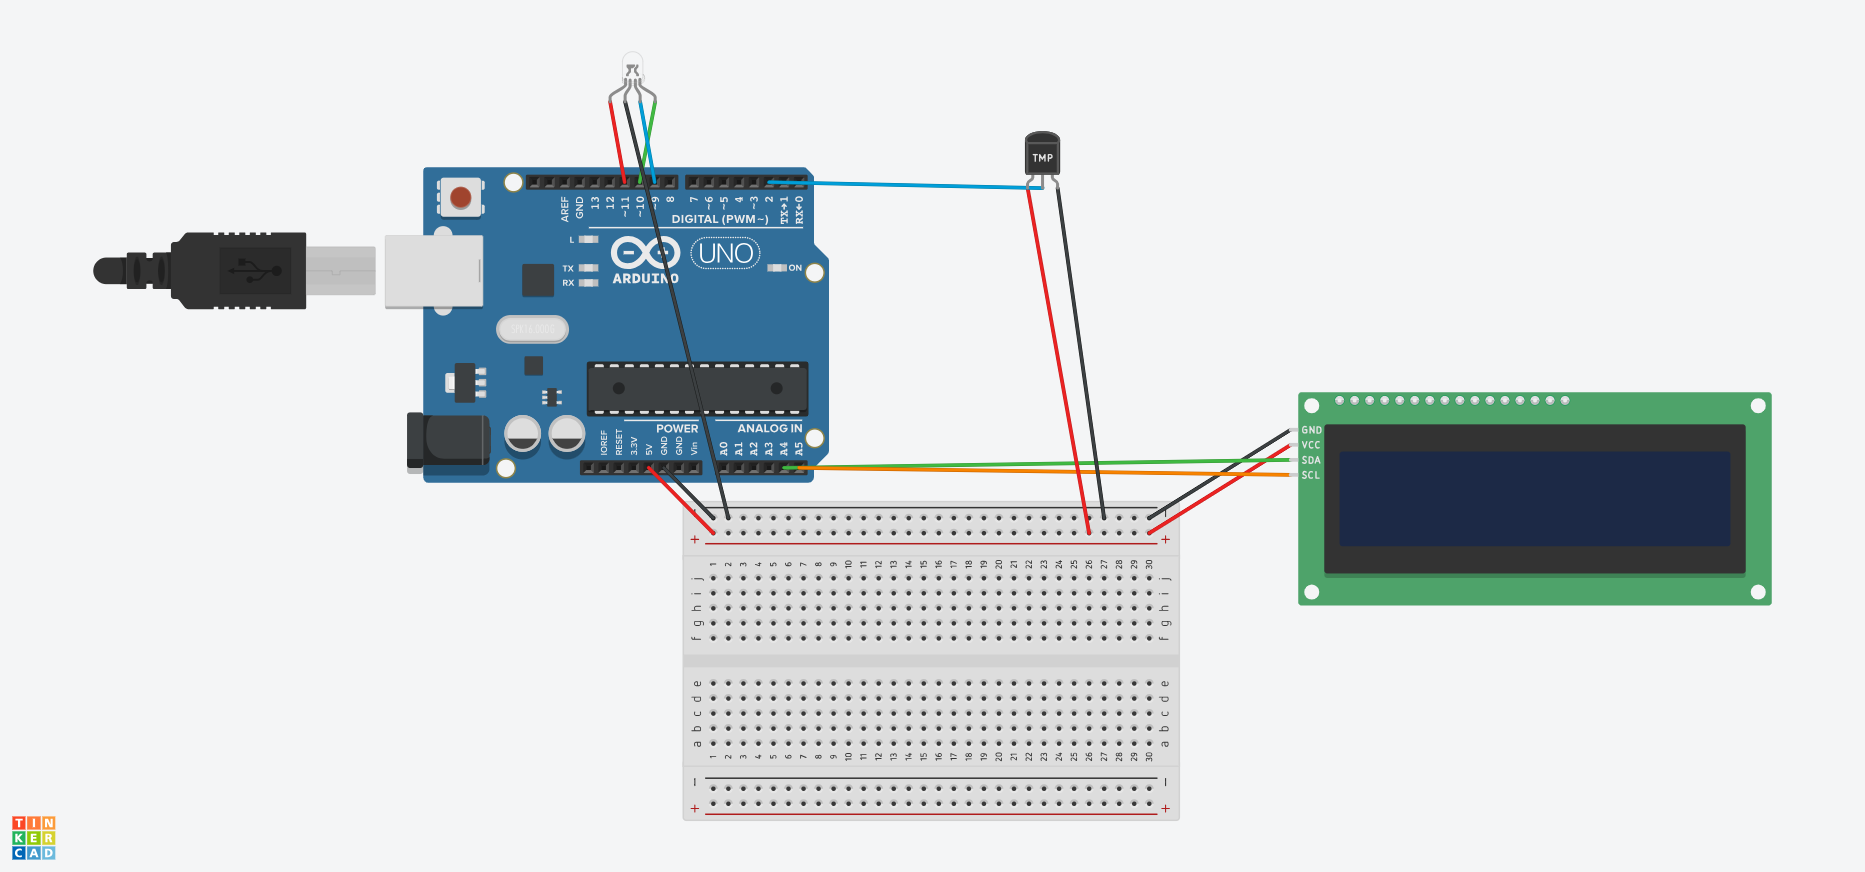 TMP
AREF
GND
13
12
~11
~10
~9
8
7
~6
~5
4
~3
2
TX→1
RX←0
DIGITAL (PWM~)
L
TX
RX
ARDUINO
UNO
ON
POWER
ANALOG IN
IOREF
RESET
3.3V
5V
GND
GND
Vin
A0
A1
A2
A3
A4
A5
GND
VCC
SDA
SCL
+ +
1 2 3 4 5 6 7 8 9 10 11 12 13 14 15 16 17 18 19 20 21 22 23 24 25 26 27 28 29 30
j j
i i
h h
g g
f f
e e
d d
c c
b b
a a
1 2 3 4 5 6 7 8 9 10 11 12 13 14 15 16 17 18 19 20 21 22 23 24 25 26 27 28 29 30
+ +
TIN
KER
CAD